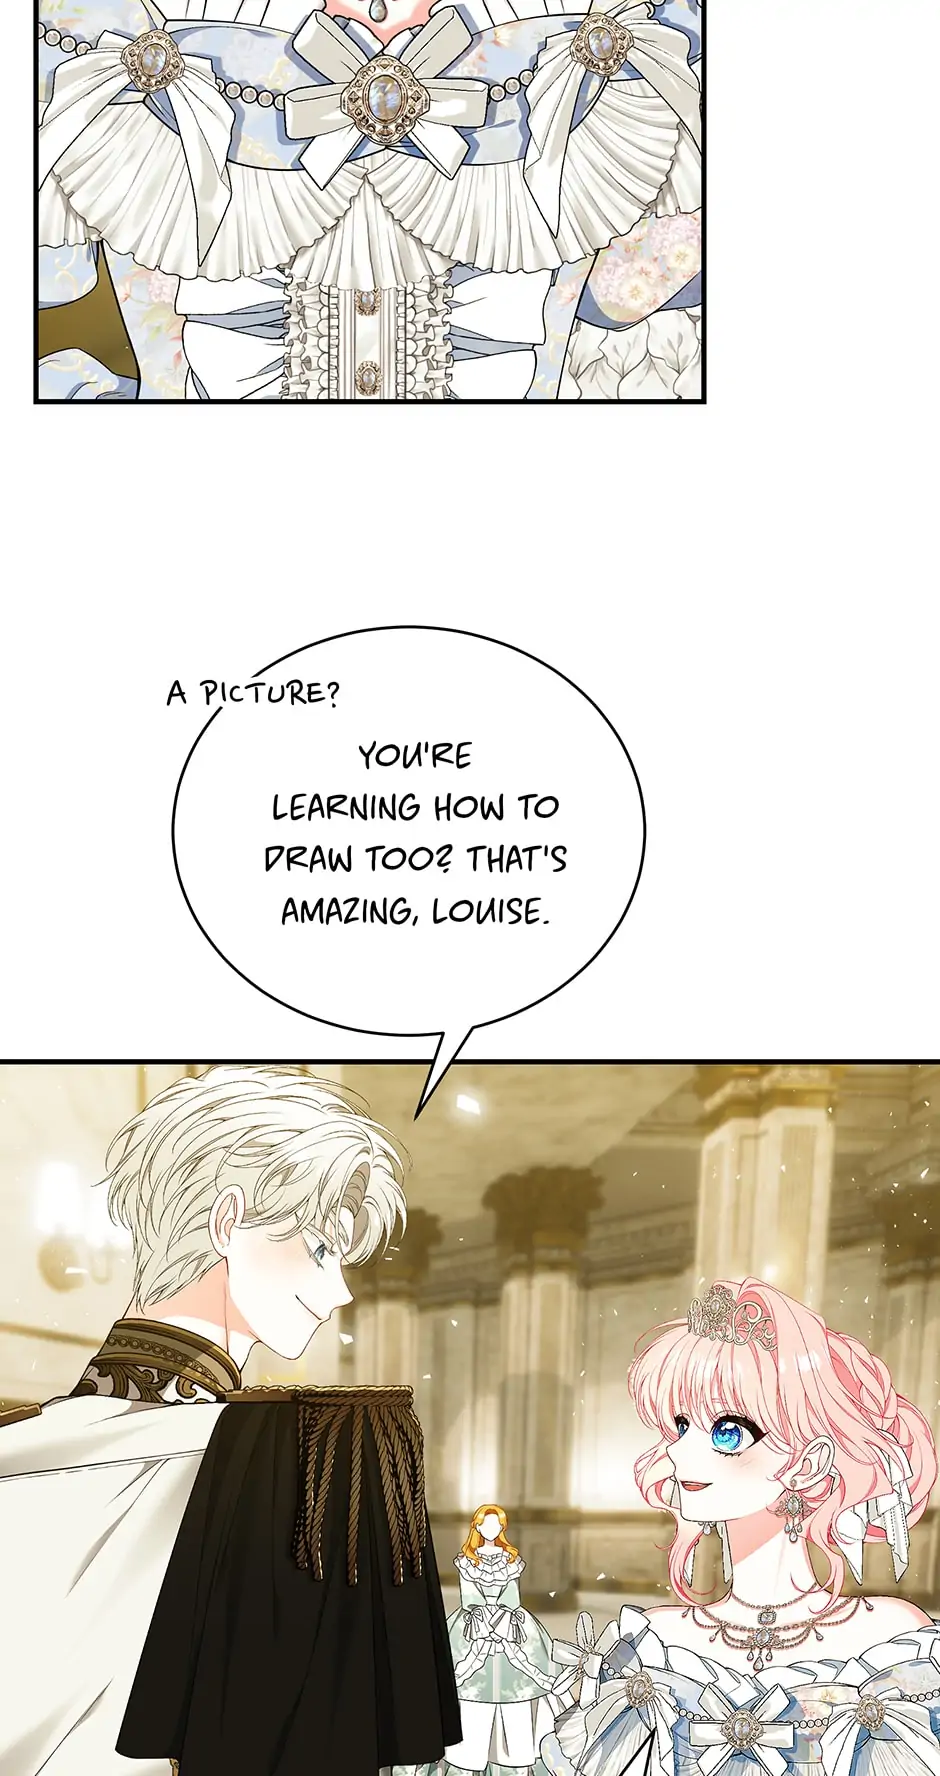 A PICTURE?
YOU'RE
LEARNING HOW TO
DRAW TOO? THAT'S
AMAZING, LOUISE.